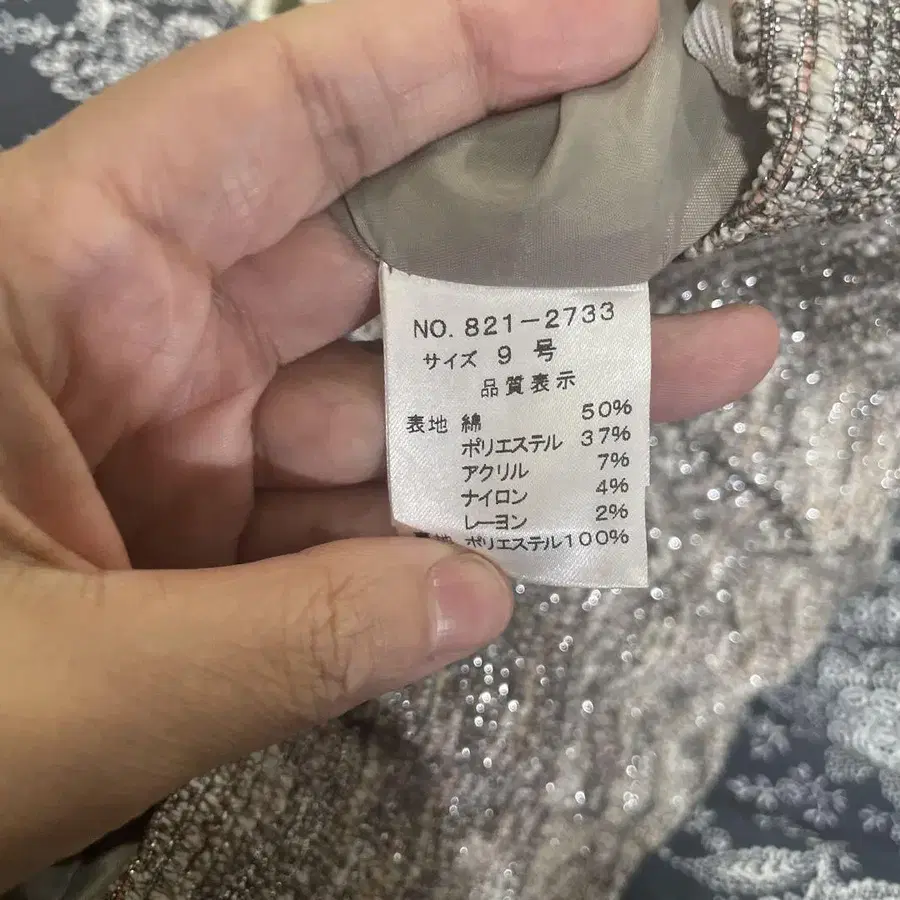 NO. 821-2733
サイズ 9 号
品質表示
表地 綿 50%
ポリエステル 37%
アクリル 7%
ナイロン 4%
レーヨン 2%
地 ポリエステル100%